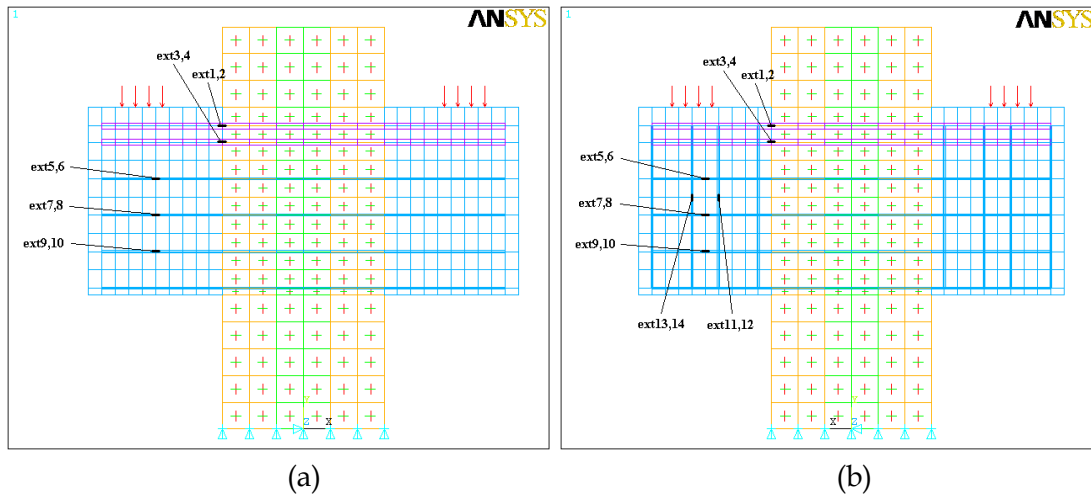 1
ANSYS
ext3,4
ext1,2
ext5,6
ext7,8
ext9,10
Y
Z
X
(a)
ANSYS
ext3,4
ext1,2
ext5,6
ext7,8
ext9,10
ext13,14
ext11,12
Y
X
Z
1
(b)